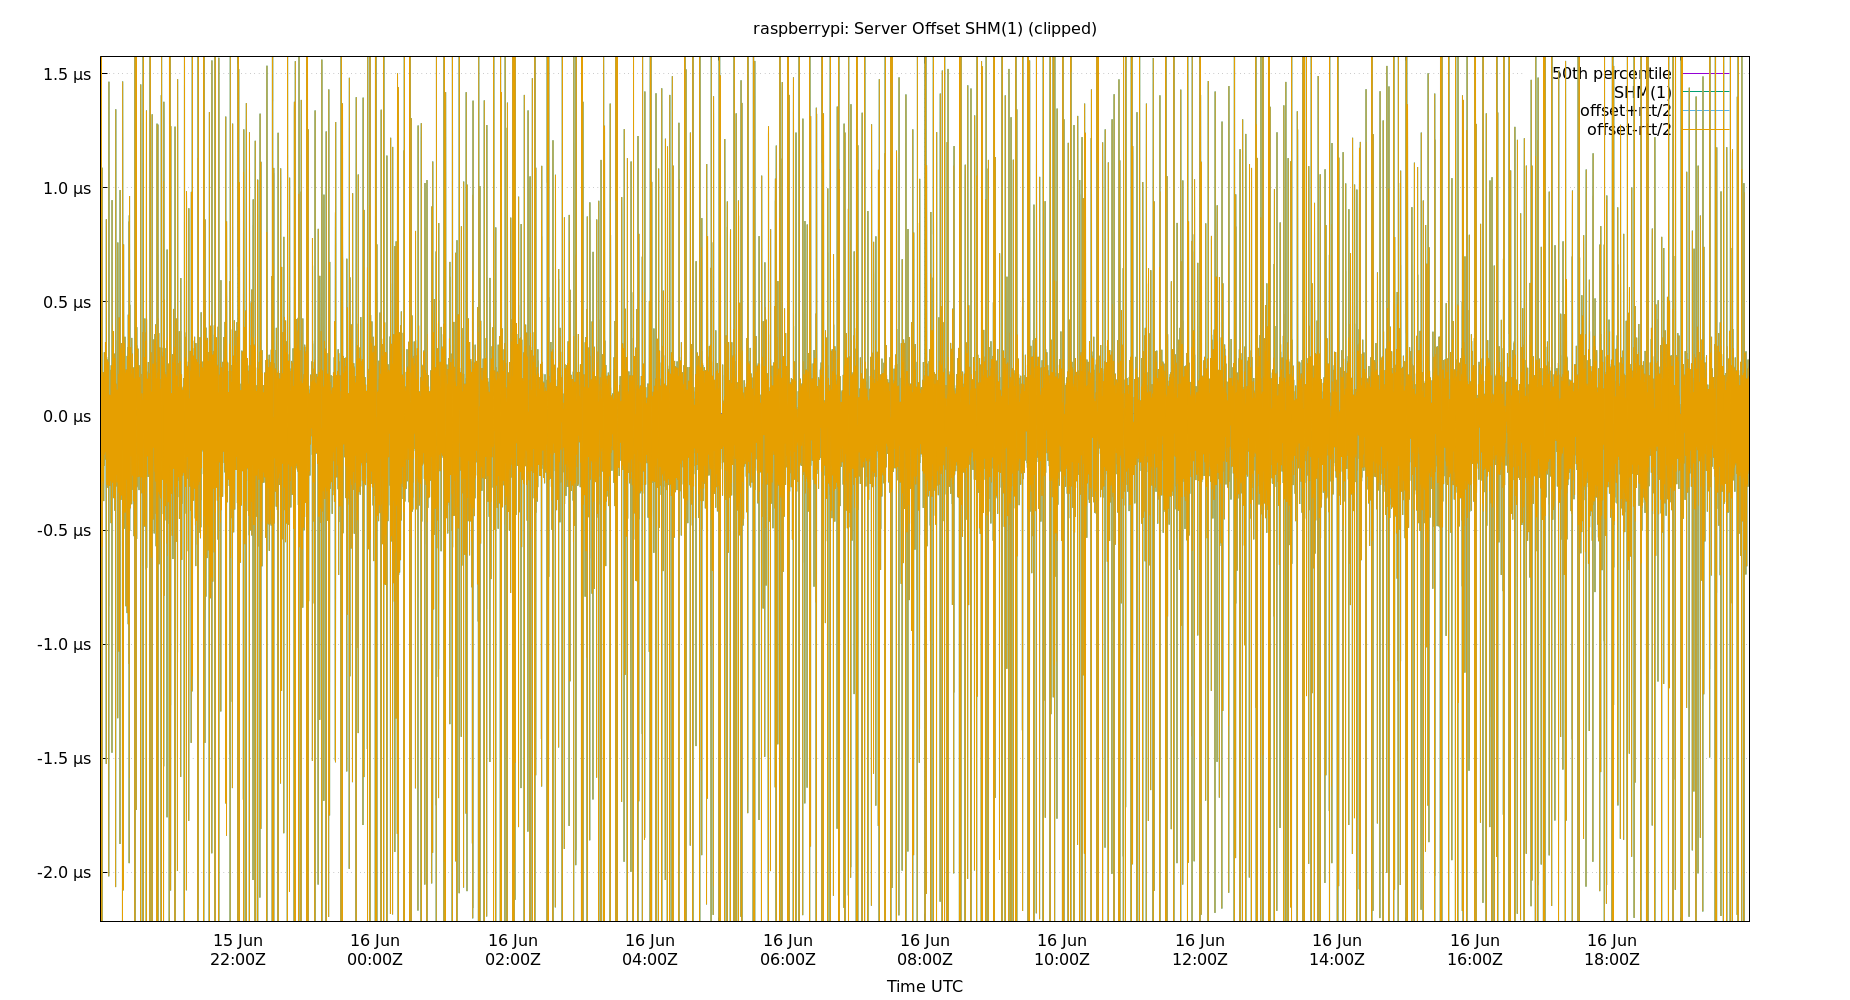 raspberrypi: Server Offset SHM(1) (clipped)
1.5 µs
1.0 µs
0.5 µs
0.0 µs
-0.5 µs
-1.0 µs
-1.5 µs
-2.0 µs
50th percentile
SHM(1)
offset+rtt/2
offset-rtt/2
15 Jun
22:00Z
16 Jun
00:00Z
16 Jun
02:00Z
16 Jun
04:00Z
16 Jun
06:00Z
16 Jun
08:00Z
16 Jun
10:00Z
16 Jun
12:00Z
16 Jun
14:00Z
16 Jun
16:00Z
16 Jun
18:00Z
Time UTC